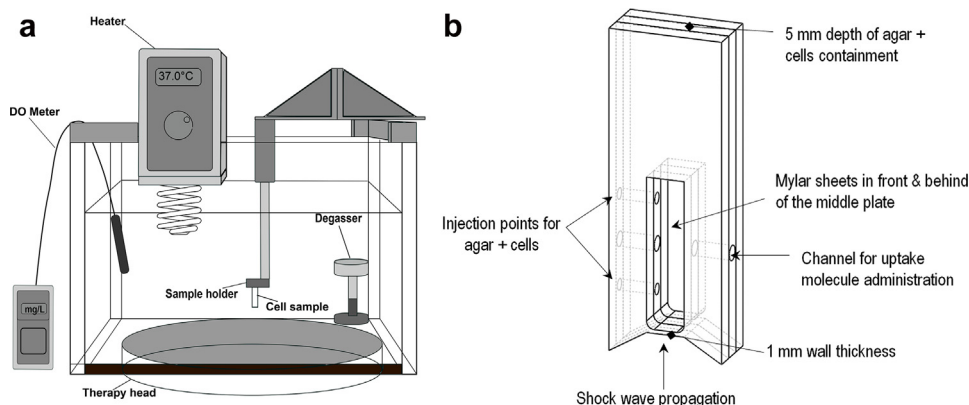 a
Heater
37.0°C
DO Meter
Degasser
Sample holder
Cell sample
mg/L
Therapy head
b
5 mm depth of agar +
cells containment
Mylar sheets in front & behind
of the middle plate
Injection points for
agar + cells
Channel for uptake
molecule administration
1 mm wall thickness
Shock wave propagation